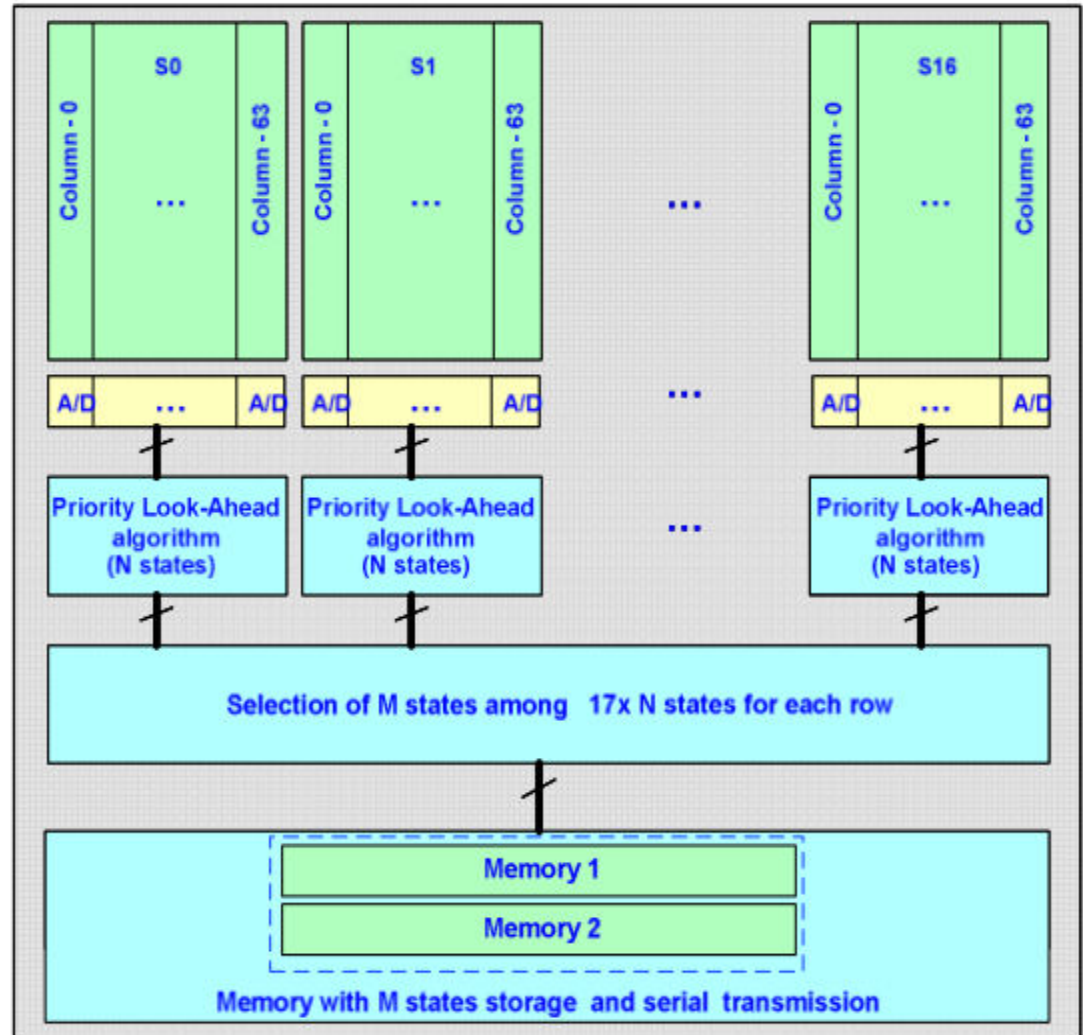 S0
Column - 0
...
Column - 63
S1
Column - 0
...
Column - 63
...
S16
Column - 0
...
Column - 63
A/D ... A/D
A/D ... A/D
...
A/D ... A/D
Priority Look-Ahead
algorithm
(N states)
Priority Look-Ahead
algorithm
(N states)
...
Priority Look-Ahead
algorithm
(N states)
Selection of M states among 17x N states for each row
Memory 1
Memory 2
Memory with M states storage and serial transmission